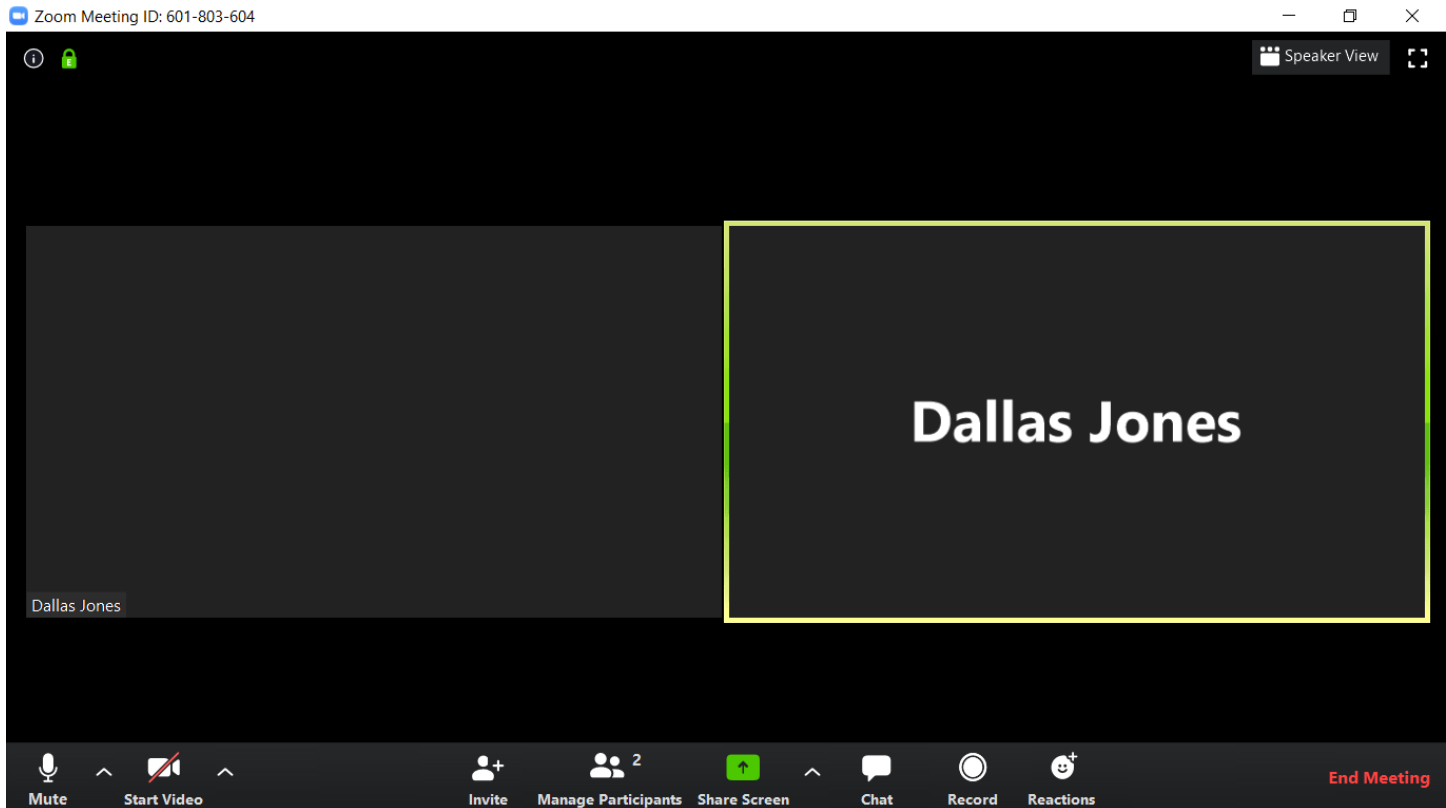 Zoom Meeting ID: 601-803-604
E
Speaker View
Dallas Jones
Dallas Jones
2
Mute
Start Video
Invite
Manage Participants
Share Screen
Chat
Record
Reactions
End Meeting